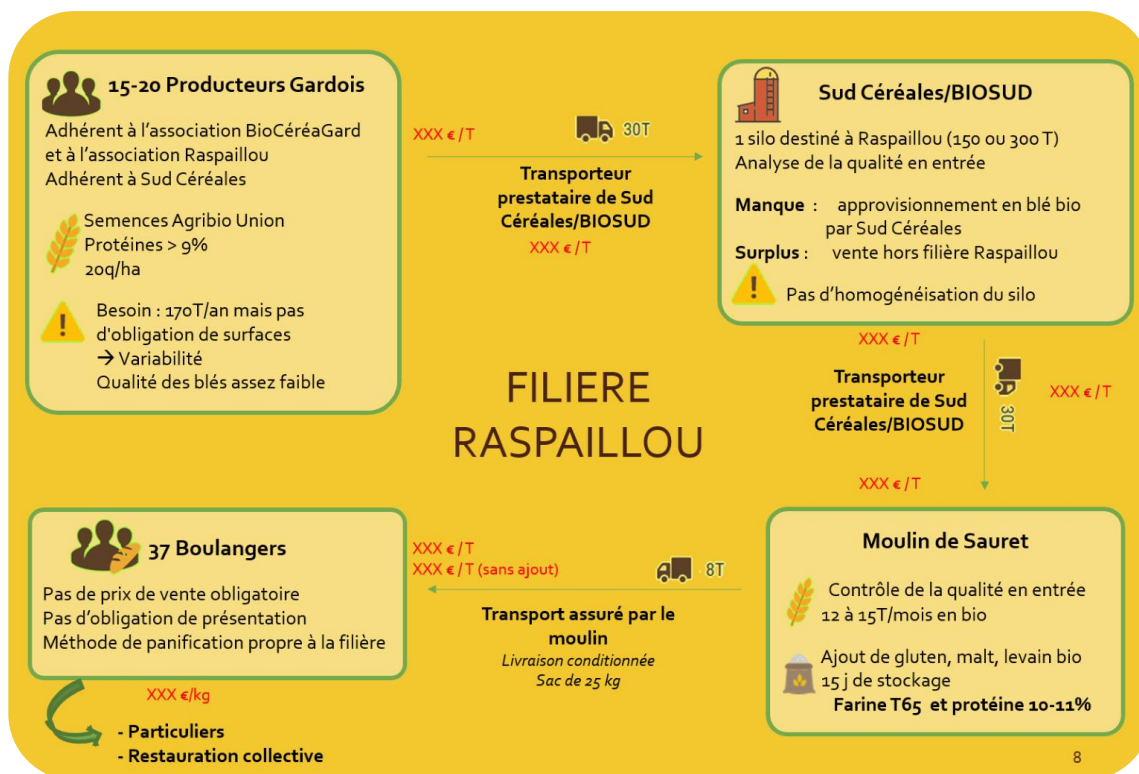 15-20 Producteurs Gardois
Adhérent à l'association BioCéréaGard
et à l'association Raspaillou
Adhérent à Sud Céréales
Semences Agribio Union
Protéines > 9%
20q/ha
Besoin : 170T/an mais pas
d'obligation de surfaces
→ Variabilité
Qualité des blés assez faible
XXX €/T
30T
Transporteur
prestataire de Sud
Céréales/BIOSUD
XXX €/T
Sud Céréales/BIOSUD
1 silo destiné à Raspaillou (150 ou 300 T)
Analyse de la qualité en entrée
Manque : approvisionnement en blé bio
par Sud Céréales
Surplus : vente hors filière Raspaillou
Pas d'homogénéisation du silo
XXX €/T
Transporteur
prestataire de Sud
Céréales/BIOSUD
30T
XXX €/T
XXX €/T
FILIERE
RASPAILLOU
Moulin de Sauret
Contrôle de la qualité en entrée
12 à 15T/mois en bio
Ajout de gluten, malt, levain bio
15 j de stockage
Farine T65 et protéine 10-11%
XXX €/T
XXX €/T (sans ajout)
8T
Transport assuré par le
moulin
Livraison conditionnée
Sac de 25 kg
37 Boulangers
Pas de prix de vente obligatoire
Pas d'obligation de présentation
Méthode de panification propre à la filière
XXX €/kg
- Particuliers
- Restauration collective
8